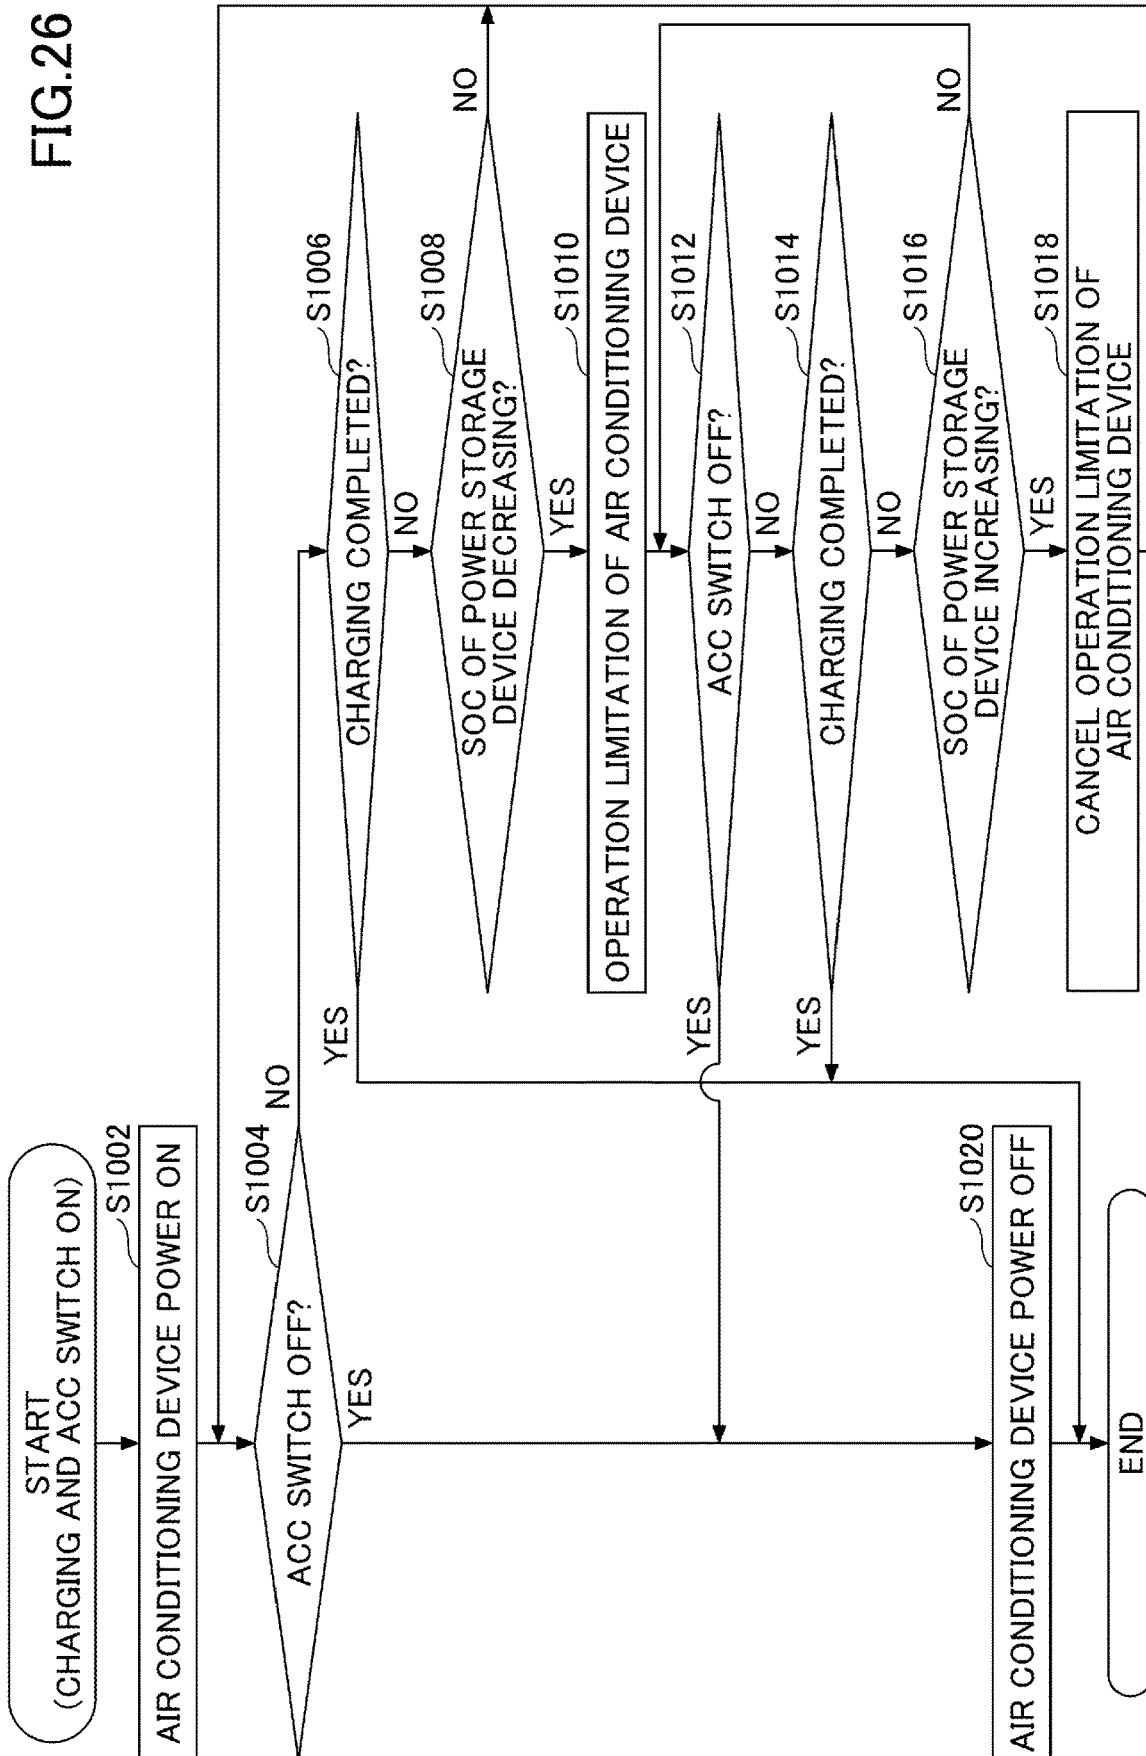 FIG.26
START
(CHARGING AND ACC SWITCH ON)
S1002
AIR CONDITIONING DEVICE POWER ON
S1004
ACC SWITCH OFF?
NO
YES
S1006
CHARGING COMPLETED?
YES
NO
S1008
SOC OF POWER STORAGE
DEVICE DECREASING?
NO
YES
S1010
OPERATION LIMITATION OF AIR CONDITIONING DEVICE
S1012
ACC SWITCH OFF?
YES
NO
S1014
CHARGING COMPLETED?
YES
NO
S1016
SOC OF POWER STORAGE
DEVICE INCREASING?
NO
YES
S1018
CANCEL OPERATION LIMITATION OF
AIR CONDITIONING DEVICE
S1020
AIR CONDITIONING DEVICE POWER OFF
END